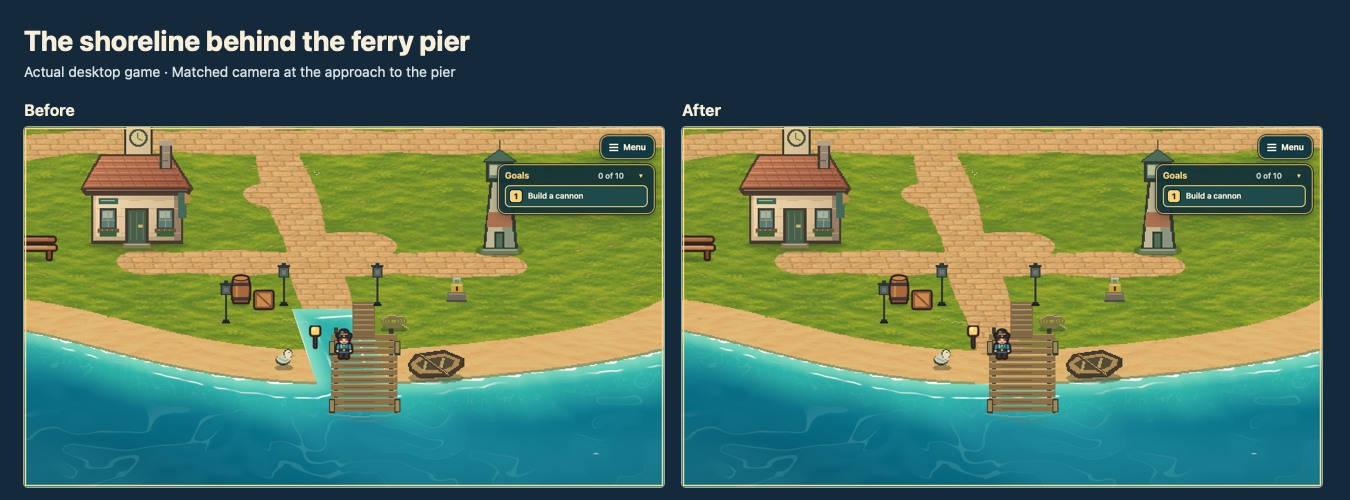 The shoreline behind the ferry pier
Actual desktop game · Matched camera at the approach to the pier
Before
After
Menu
Goals 0 of 10
1 Build a cannon
Menu
Goals 0 of 10
1 Build a cannon